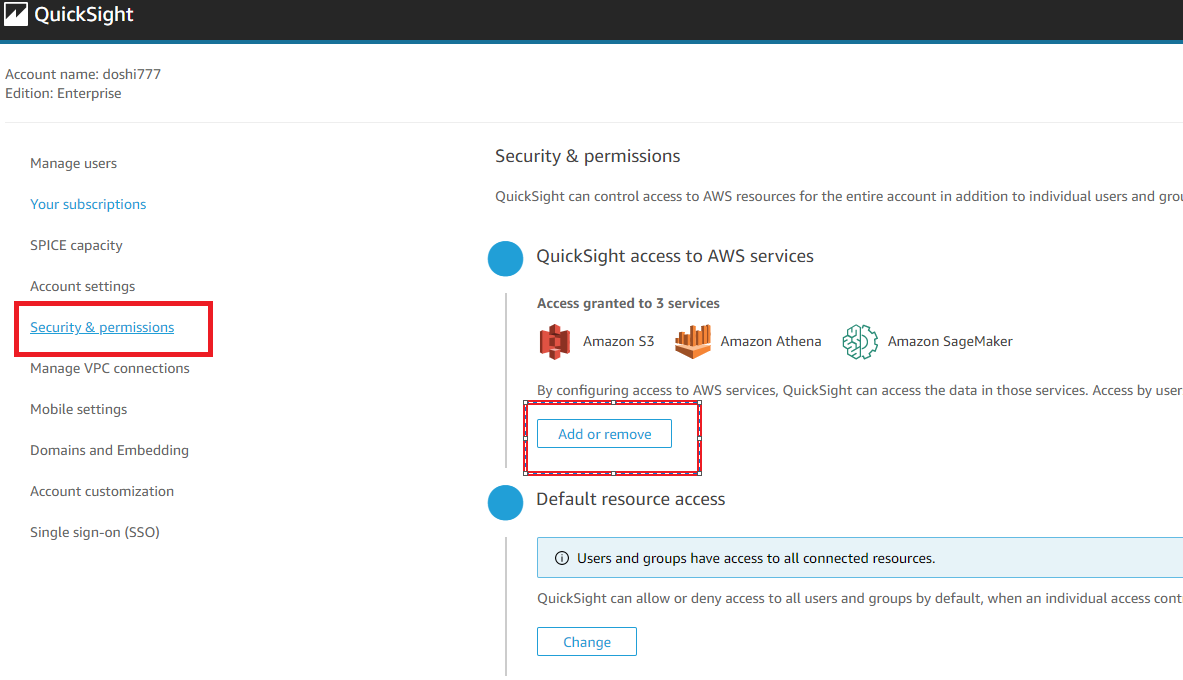 QuickSight
Account name: doshi777
Edition: Enterprise
Manage users
Your subscriptions
SPICE capacity
Account settings
Security & permissions
Manage VPC connections
Mobile settings
Domains and Embedding
Account customization
Single sign-on (SSO)
Security & permissions
QuickSight can control access to AWS resources for the entire account in addition to individual users and grou
QuickSight access to AWS services
Access granted to 3 services
Amazon S3 Amazon Athena Amazon SageMaker
By configuring access to AWS services, QuickSight can access the data in those services. Access by user
Add or remove
Default resource access
Users and groups have access to all connected resources.
QuickSight can allow or deny access to all users and groups by default, when an individual access cont
Change